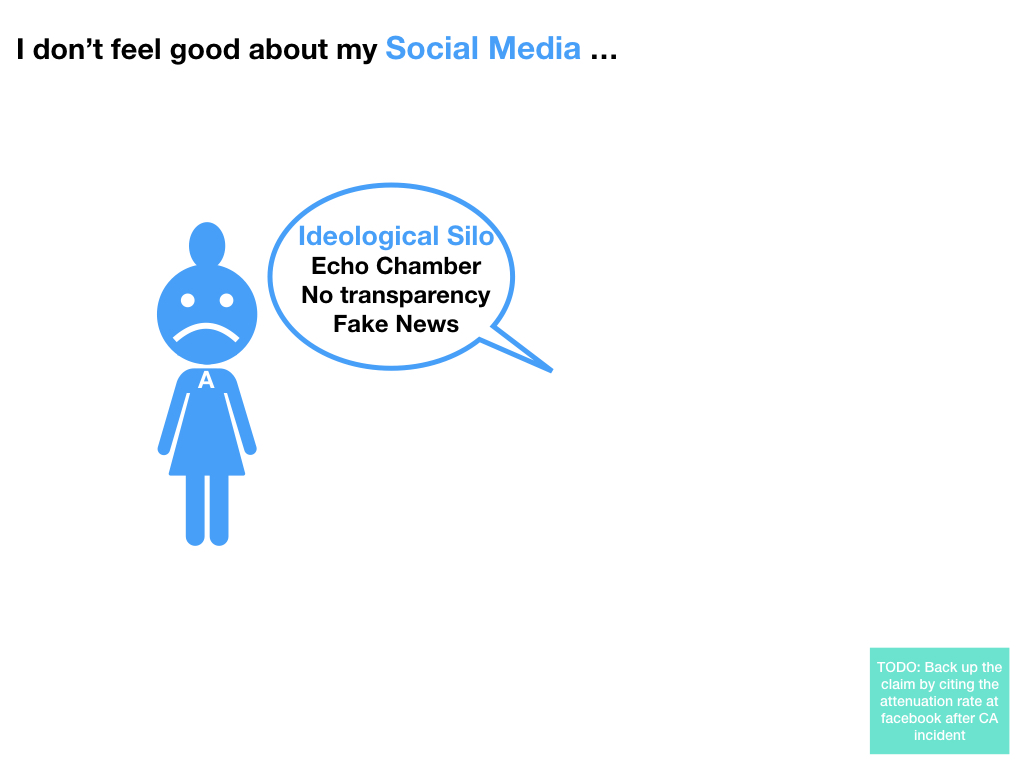 I don’t feel good about my Social Media ...
Ideological Silo
Echo Chamber
No transparency
Fake News
A
TODO: Back up the
claim by citing the
attenuation rate at
facebook after CA
incident